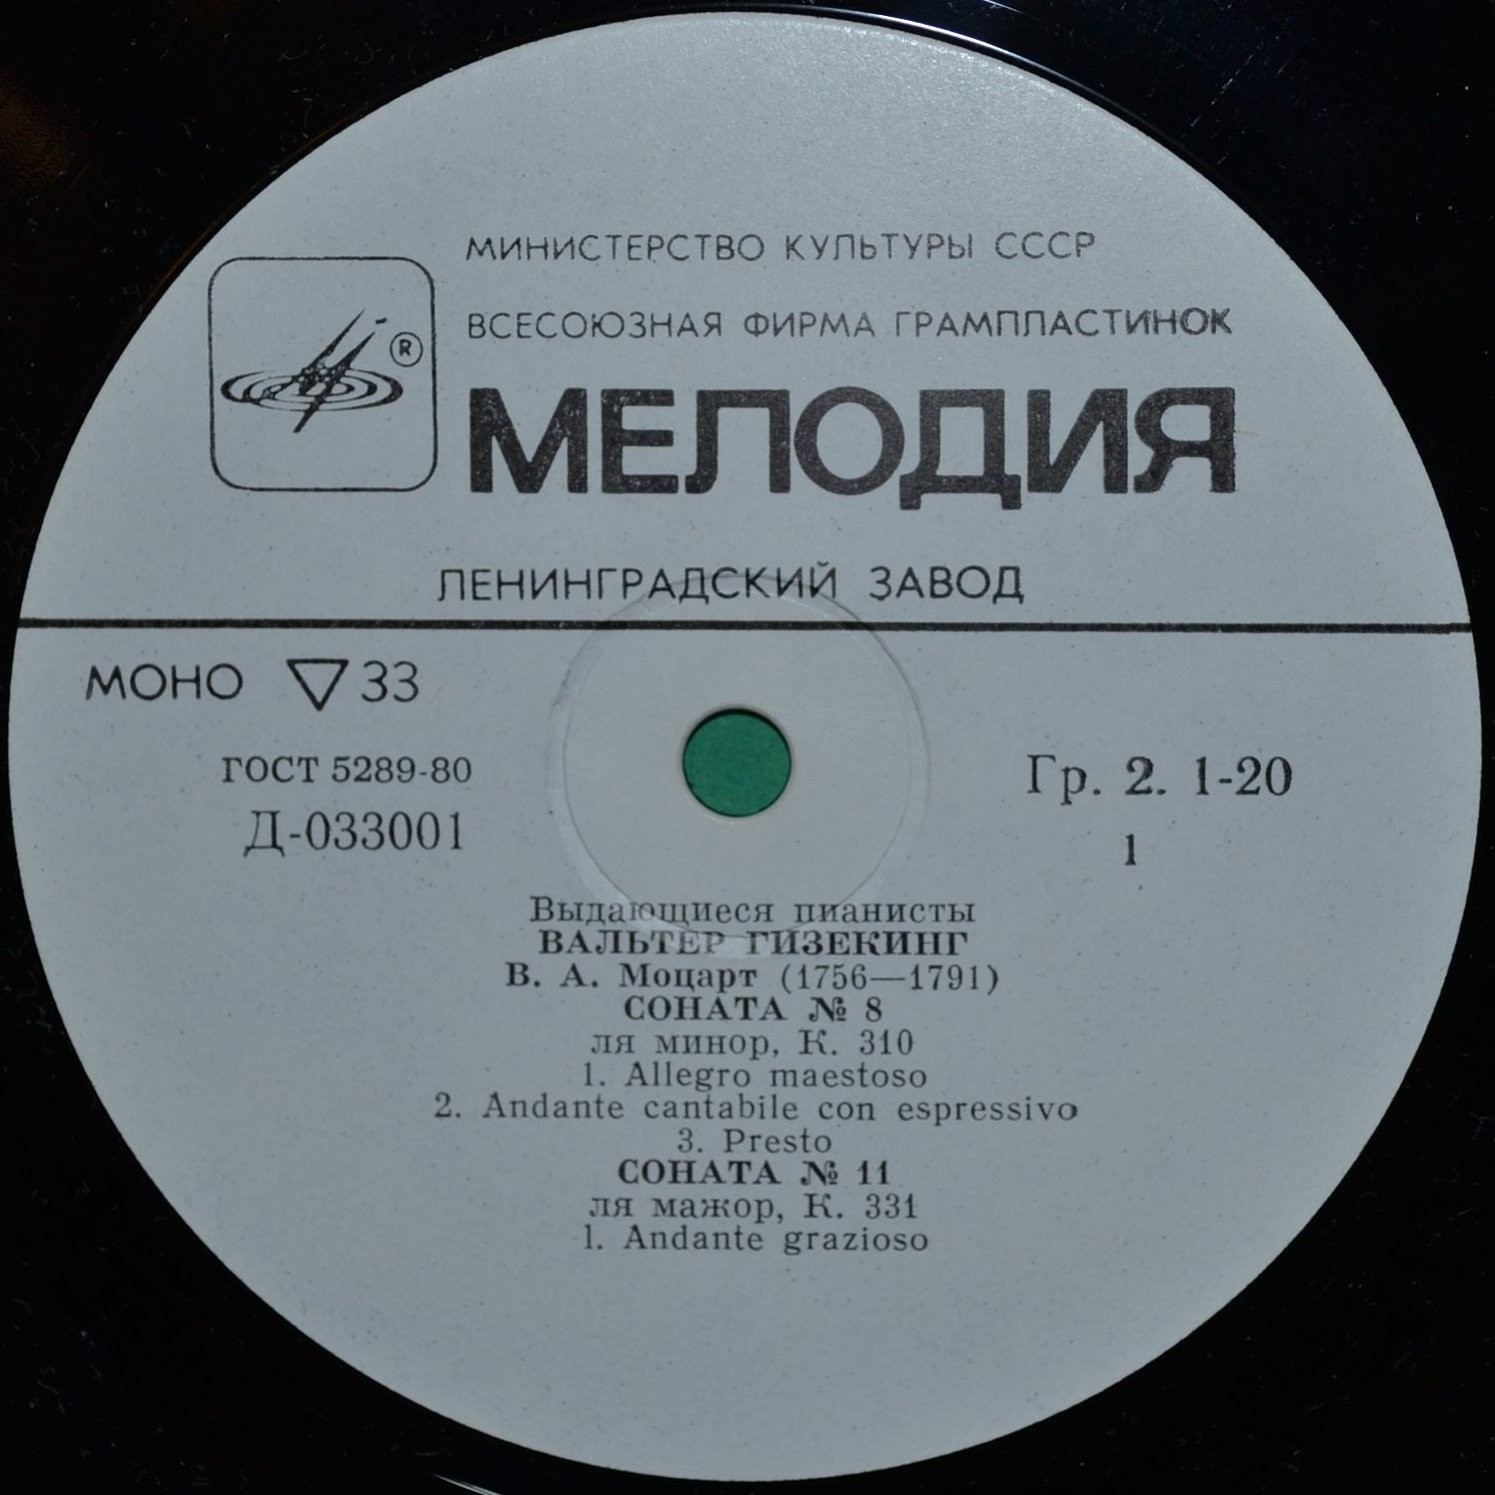 МИНИСТЕРСТВО КУЛЬТУРЫ СССР
ВСЕСОЮЗНАЯ ФИРМА ГРАМПЛАСТИНОК
®
МЕЛОДИЯ
ЛЕНИНГРАДСКИЙ ЗАВОД
МОНО ▽ 33
ГОСТ 5289-80
Гр. 2. 1-20
Д-033001
1
Выдающиеся пианисты
ВАЛЬТЕР ГИЗЕКИНГ
В. А. Моцарт (1756—1791)
СОНАТА № 8
ля минор, К. 310
1. Allegro maestoso
2. Andante cantabile con espressivo
3. Presto
СОНАТА № 11
ля мажор, К. 331
1. Andante grazioso